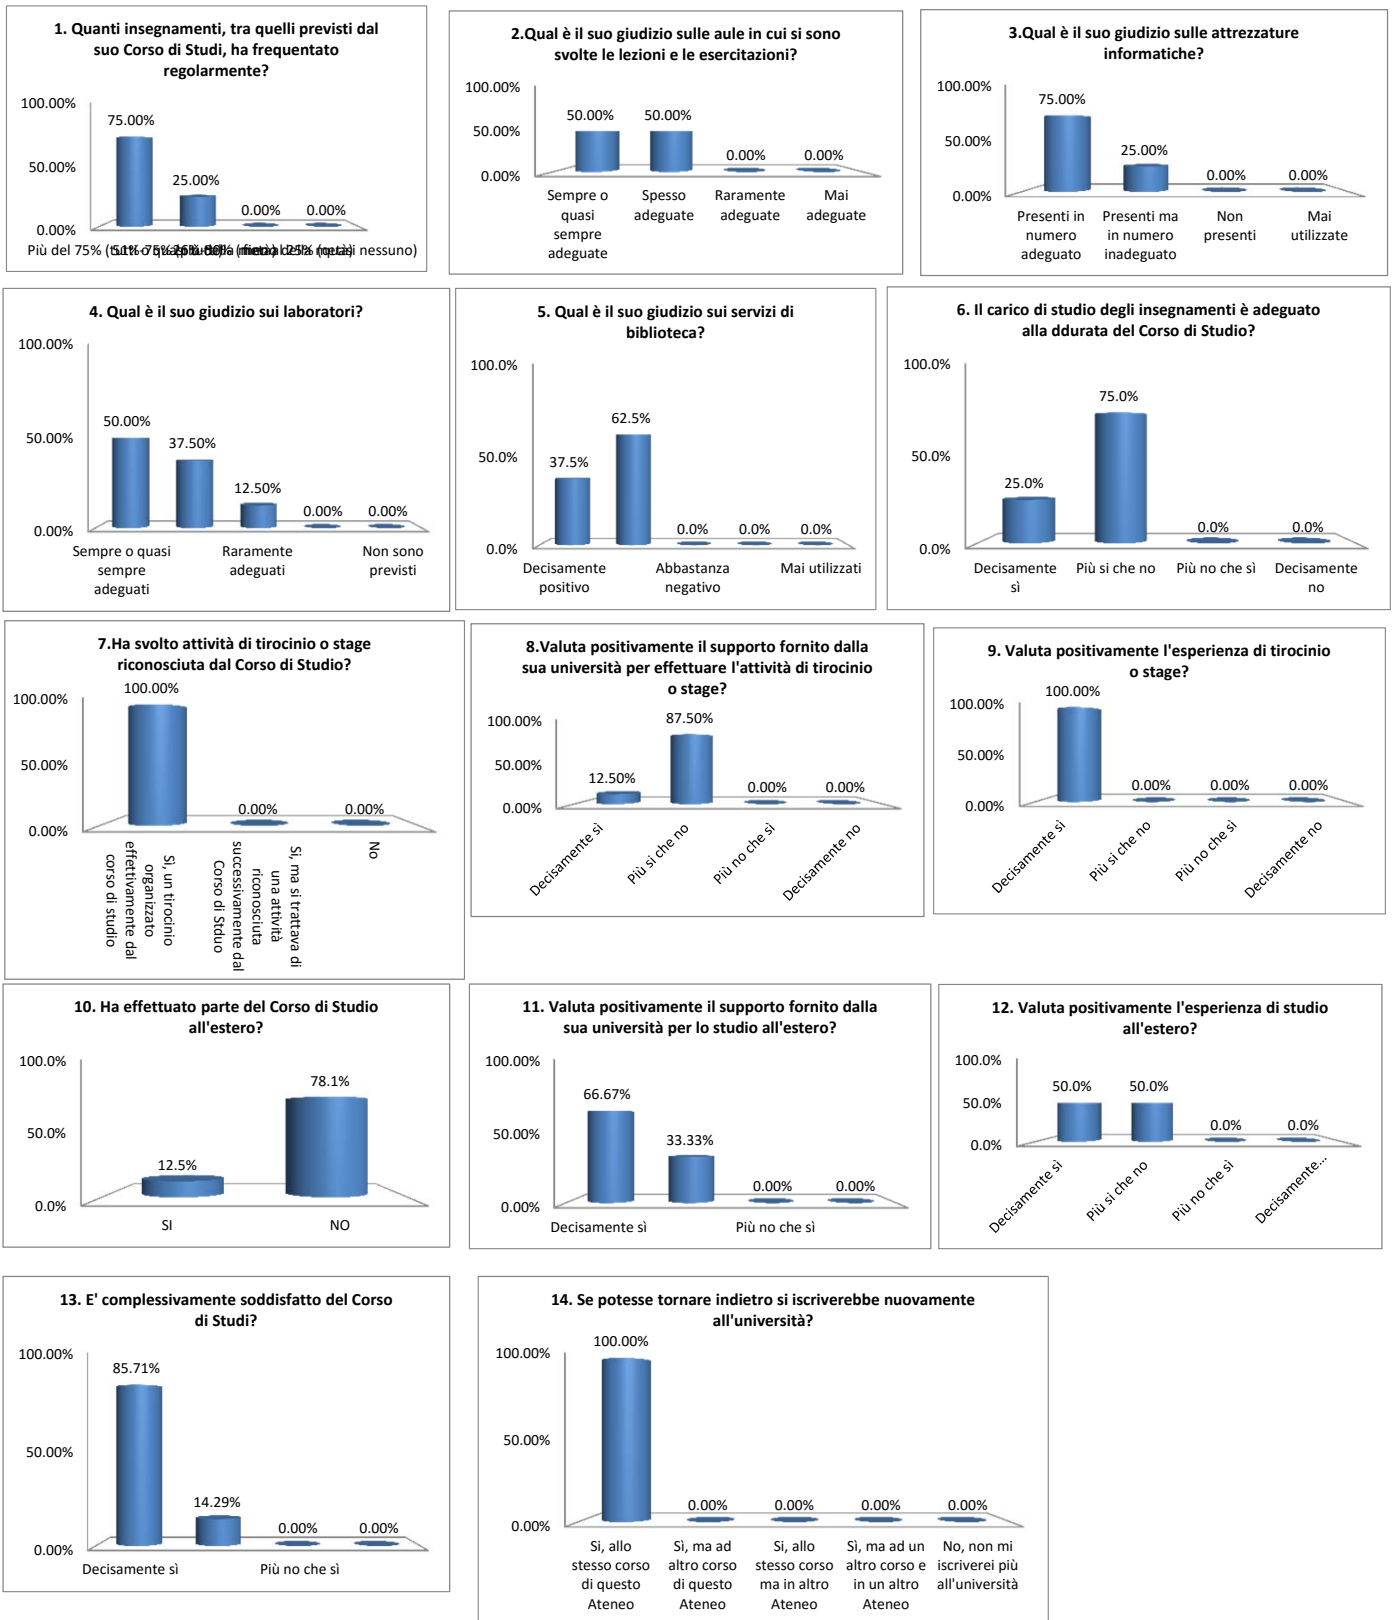 1. Quanti insegnamenti, tra quelli previsti dal
suo Corso di Studi, ha frequentato
regolarmente?
100.00%
50.00%
0.00%
75.00%
25.00%
0.00%
0.00%
Più del 75% (
nessuno)
2.Qual è il suo giudizio sulle aule in cui si sono
svolte le lezioni e le esercitazioni?
100.00%
50.00%
0.00%
50.00%
50.00%
0.00%
0.00%
Sempre o
quasi
sempre
adeguate
Spesso
adeguate
Raramente
adeguate
Mai
adeguate
3.Qual è il suo giudizio sulle attrezzature
informatiche?
100.00%
50.00%
0.00%
75.00%
25.00%
0.00%
0.00%
Presenti in
numero
adeguato
Presenti ma
in numero
inadeguato
Non
presenti
Mai
utilizzate
4. Qual è il suo giudizio sui laboratori?
100.00%
50.00%
0.00%
50.00%
37.50%
12.50%
0.00%
0.00%
Sempre o quasi
sempre
adeguati
Raramente
adeguati
Non sono
previsti
5. Qual è il suo giudizio sui servizi di
biblioteca?
100.0%
50.0%
0.0%
37.5%
62.5%
0.0%
0.0%
0.0%
Decisamente
positivo
Abbastanza
negativo
Mai utilizzati
6. Il carico di studio degli insegnamenti è adeguato
alla ddurata del Corso di Studio?
100.0%
50.0%
0.0%
25.0%
75.0%
0.0%
0.0%
Decisamente
sì
Più si che no
Più no che sì
Decisamente
no
7.Ha svolto attività di tirocinio o stage
riconosciuta dal Corso di Studio?
100.00%
50.00%
0.00%
100.00%
0.00%
0.00%
Sì, un tirocinio
organizzato
effettivamente dal
corso di studio
Sì, ma si trattava di
una attività
riconosciuta
successivamente dal
Corso di Stduo
No
8.Valuta positivamente il supporto fornito dalla
sua università per effettuare l'attività di tirocinio
o stage?
100.00%
50.00%
0.00%
12.50%
87.50%
0.00%
0.00%
Decisamente sì
Più si che no
Più no che sì
Decisamente no
9. Valuta positivamente l'esperienza di tirocinio
o stage?
100.00%
50.00%
0.00%
100.00%
0.00%
0.00%
0.00%
Decisamente sì
Più si che no
Più no che sì
Decisamente no
10. Ha effettuato parte del Corso di Studio
all'estero?
100.0%
50.0%
0.0%
12.5%
78.1%
SI
NO
11. Valuta positivamente il supporto fornito dalla
sua università per lo studio all'estero?
100.00%
50.00%
0.00%
66.67%
33.33%
0.00%
0.00%
Decisamente sì
Più no che sì
12. Valuta positivamente l'esperienza di studio
all'estero?
100.0%
50.0%
0.0%
50.0%
50.0%
0.0%
0.0%
Decisamente sì
Più si che no
Più no che sì
Decisamente...
13. E' complessivamente soddisfatto del Corso
di Studi?
100.00%
50.00%
0.00%
85.71%
14.29%
0.00%
0.00%
Decisamente sì
Più no che sì
14. Se potesse tornare indietro si iscriverebbe nuovamente
all'università?
100.00%
50.00%
0.00%
100.00%
0.00%
0.00%
0.00%
0.00%
Si, allo
stesso corso
di questo
Ateneo
Sì, ma ad
altro corso
di questo
Ateneo
Si, allo
stesso corso
ma in altro
Ateneo
Sì, ma ad un
altro corso e
in un altro
Ateneo
No, non mi
iscriverei più
all'università